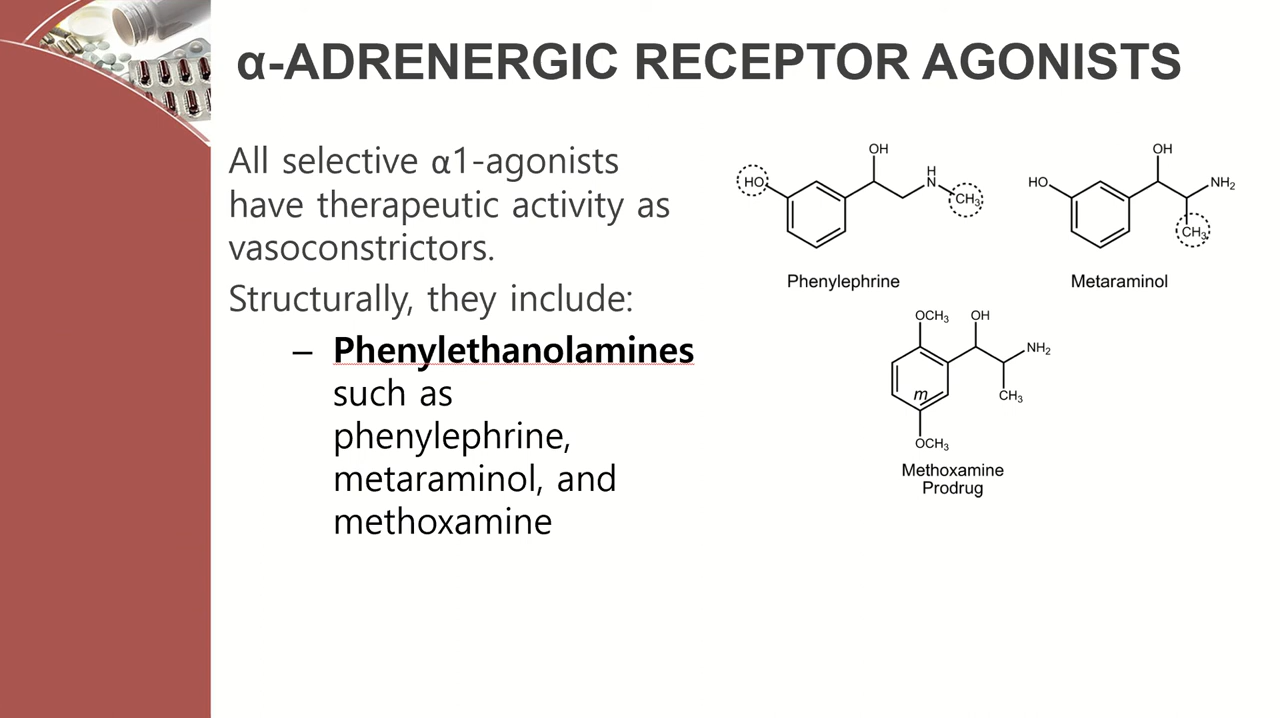 α-ADRENERGIC RECEPTOR AGONISTS
All selective α1-agonists
have therapeutic activity as
vasoconstrictors.
Structurally, they include:
– Phenylethanolamines
such as
phenylephrine,
metaraminol, and
methoxamine
OH
HO
H
N
CH₃
Phenylephrine
OH
HO
NH₂
CH₃
Metaraminol
OCH₃
OH
NH₂
m
CH₃
OCH₃
Methoxamine
Prodrug